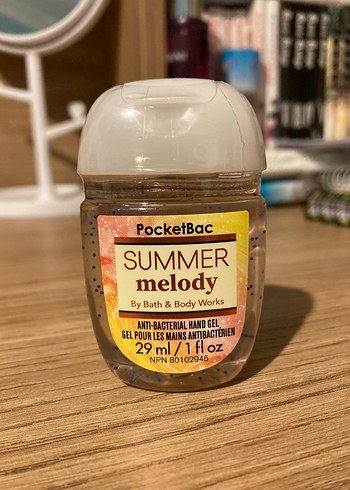 PocketBac
SUMMER
melody
By Bath & Body Works
ANTI-BACTERIAL HAND GEL
GEL POUR LES MAINS ANTIBACTÉRIEN
29 ml / 1 fl oz
NPN 80102945